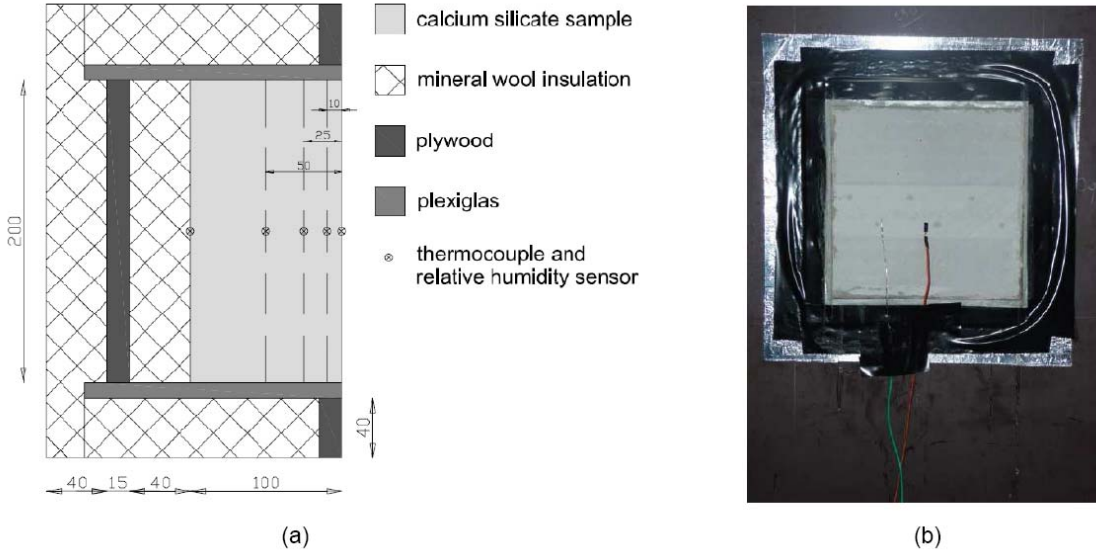 calcium silicate sample
mineral wool insulation
10
25
plywood
50
plexiglas
200
thermocouple and
relative humidity sensor
40
40 15 40 100
(a) (b)